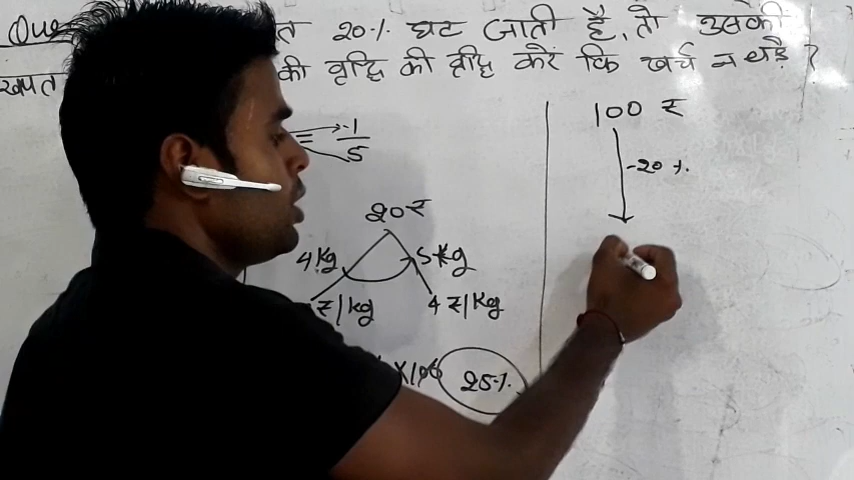 Que त 20% घट जाती है, तो उसकी
खपत की वृद्धि की वृद्धि करें कि खर्च न बढ़े ?
= -1/5
20₹
4Kg 5Kg
₹/Kg 4₹/Kg
X100 25%
100 ₹
-20%